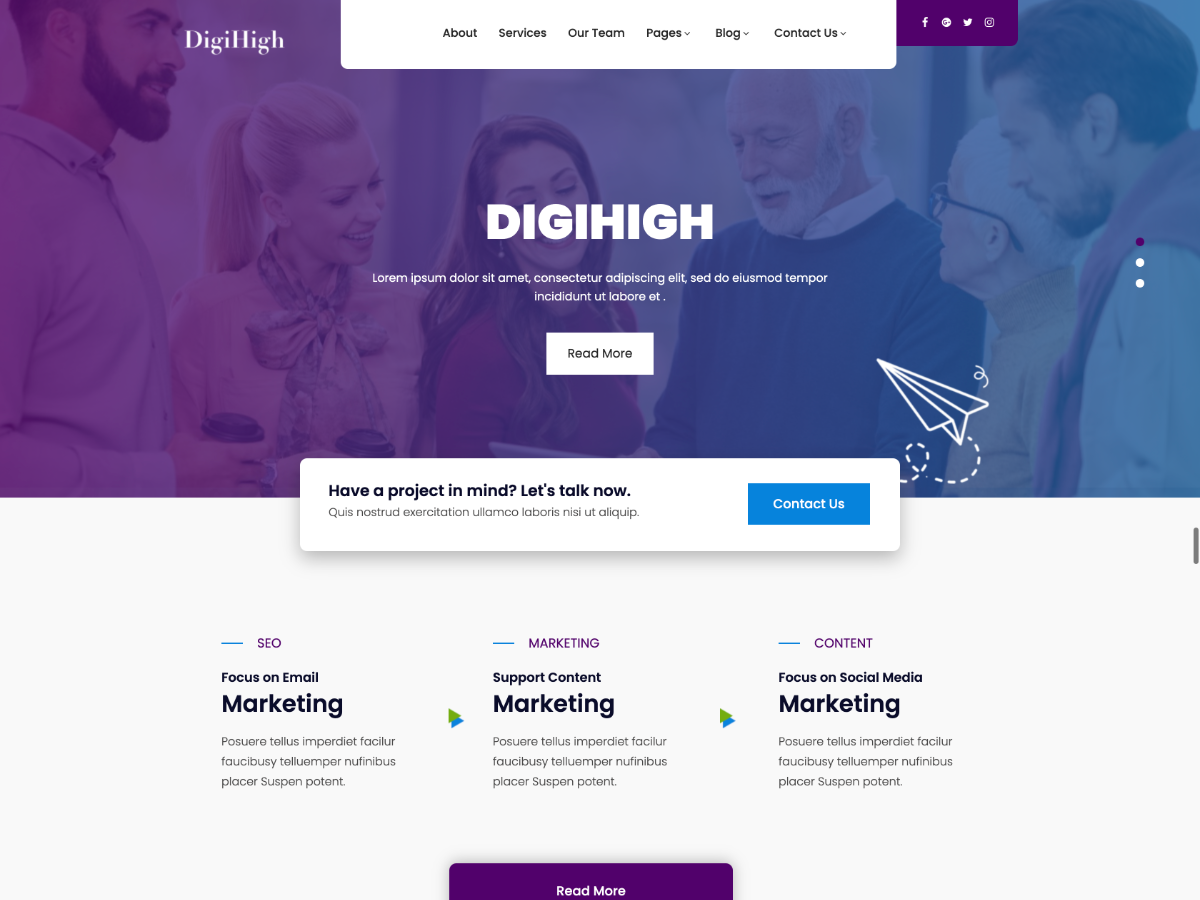 DigiHigh
About
Services
Our Team
Pages
Blog
Contact Us
DIGIHIGH
Lorem ipsum dolor sit amet, consectetur adipiscing elit, sed do eiusmod tempor
incididunt ut labore et .
Read More
Have a project in mind? Let's talk now.
Quis nostrud exercitation ullamco laboris nisi ut aliquip.
Contact Us
SEO
Focus on Email
Marketing
Posuere tellus imperdiet facilur
faucibusy telluemper nufinibus
placer Suspen potent.
MARKETING
Support Content
Marketing
Posuere tellus imperdiet facilur
faucibusy telluemper nufinibus
placer Suspen potent.
CONTENT
Focus on Social Media
Marketing
Posuere tellus imperdiet facilur
faucibusy telluemper nufinibus
placer Suspen potent.
Read More